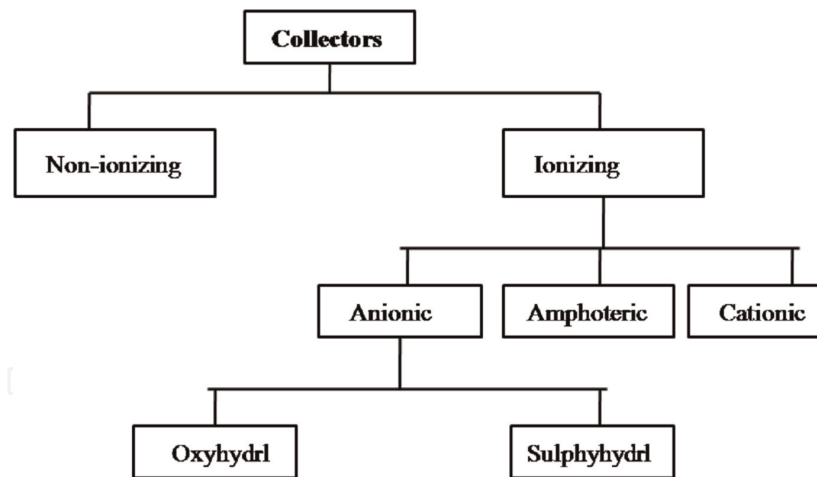 Collectors
Non-ionizing
Ionizing
Anionic
Amphoteric
Cationic
Oxyhydrl
Sulphyhydrl